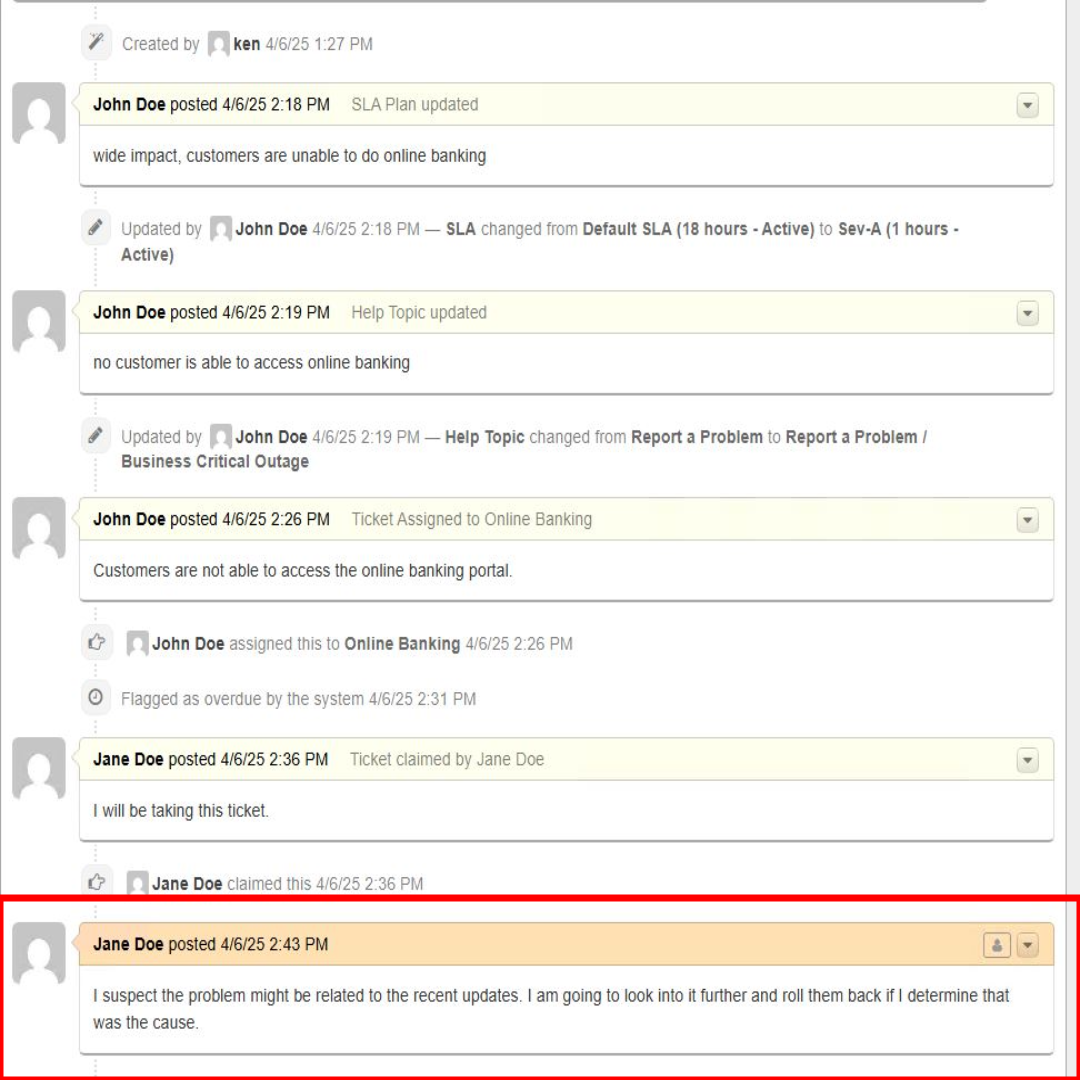 Created by ken 4/6/25 1:27 PM
John Doe posted 4/6/25 2:18 PM SLA Plan updated
wide impact, customers are unable to do online banking
Updated by John Doe 4/6/25 2:18 PM — SLA changed from Default SLA (18 hours - Active) to Sev-A (1 hours -
Active)
John Doe posted 4/6/25 2:19 PM Help Topic updated
no customer is able to access online banking
Updated by John Doe 4/6/25 2:19 PM — Help Topic changed from Report a Problem to Report a Problem /
Business Critical Outage
John Doe posted 4/6/25 2:26 PM Ticket Assigned to Online Banking
Customers are not able to access the online banking portal.
John Doe assigned this to Online Banking 4/6/25 2:26 PM
Flagged as overdue by the system 4/6/25 2:31 PM
Jane Doe posted 4/6/25 2:36 PM Ticket claimed by Jane Doe
I will be taking this ticket.
Jane Doe claimed this 4/6/25 2:36 PM
Jane Doe posted 4/6/25 2:43 PM
I suspect the problem might be related to the recent updates. I am going to look into it further and roll them back if I determine that
was the cause.